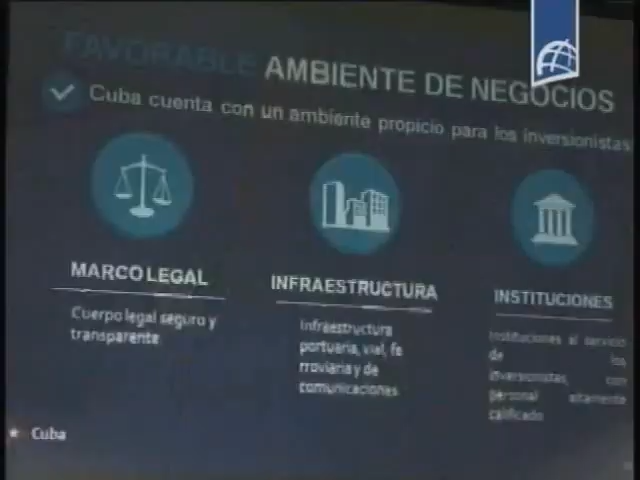 FAVORABLE AMBIENTE DE NEGOCIOS
Cuba cuenta con un ambiente propicio para los inversionistas
MARCO LEGAL
Cuerpo legal seguro y
transparente
INFRAESTRUCTURA
Infraestructura
portuaria, vial, fe
rroviaria y de
comunicaciones
INSTITUCIONES
Instituciones al servicio
de los
inversionistas, con
personal altamente
calificado
Cuba